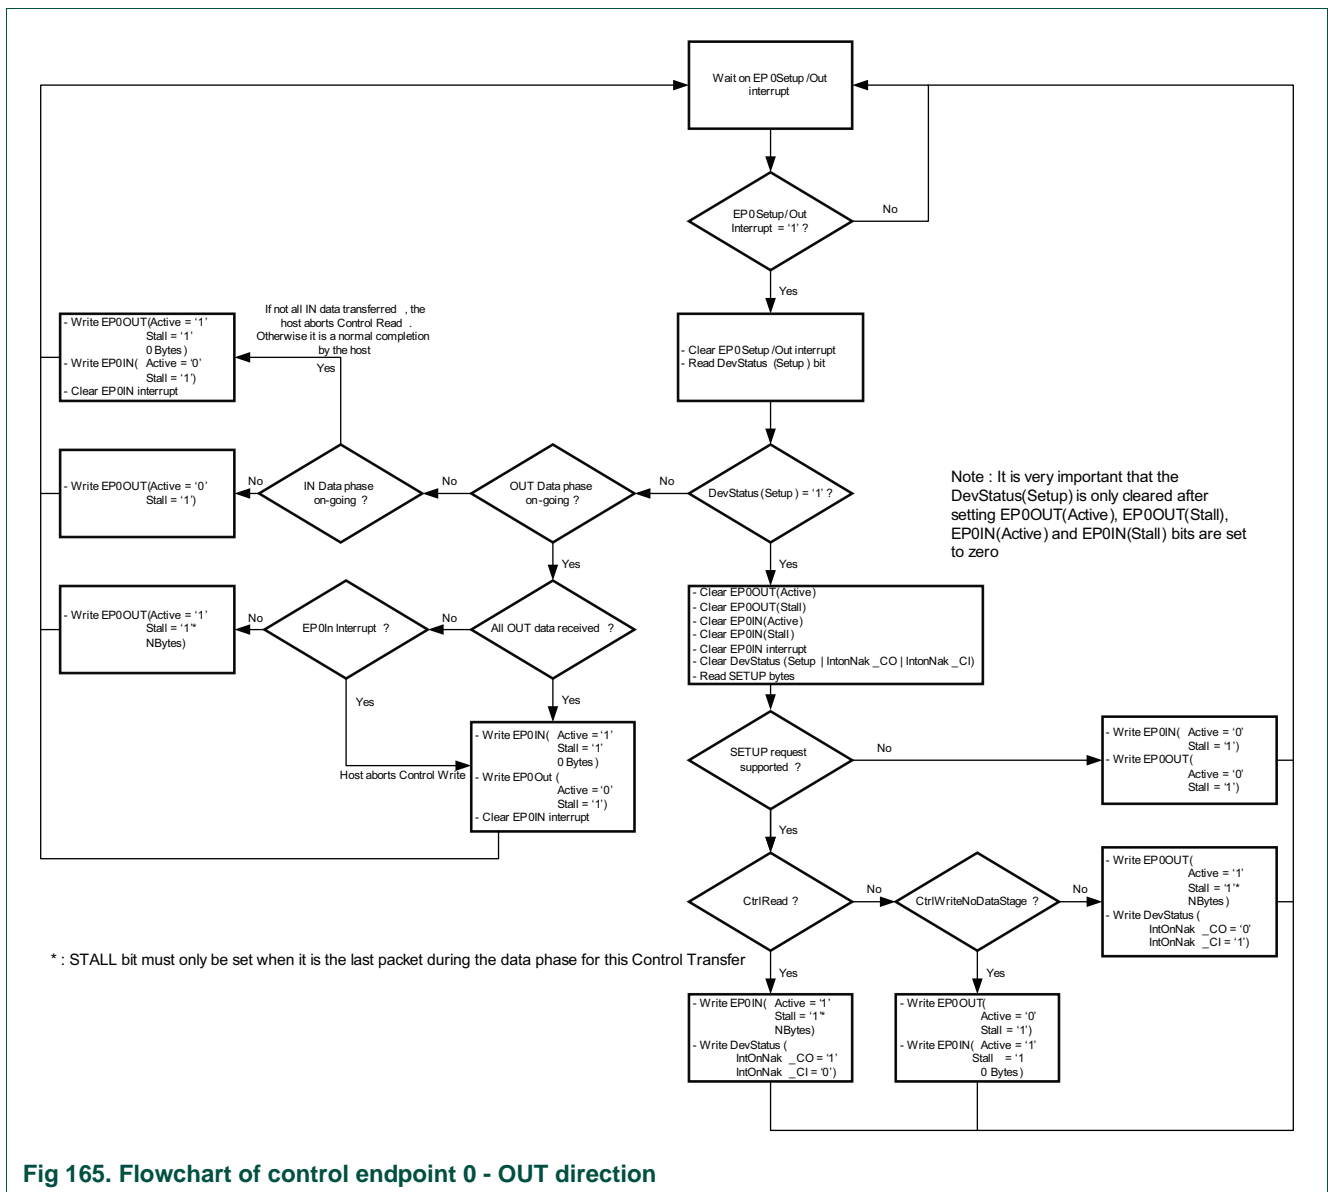 Wait on EP0Setup/Out
interrupt
EP0Setup/Out
Interrupt = '1' ?
No
Yes
- Clear EP0Setup/Out interrupt
- Read DevStatus (Setup) bit
If not all IN data transferred , the
host aborts Control Read .
Otherwise it is a normal completion
by the host
Yes
- Write EP0OUT(Active = '1'
Stall = '1'
0 Bytes)
- Write EP0IN( Active = '0'
Stall = '1')
- Clear EP0IN interrupt
- Write EP0OUT(Active = '0'
Stall = '1')
No
IN Data phase
on-going ?
No
OUT Data phase
on-going ?
No
DevStatus(Setup) = '1' ?
Note : It is very important that the
DevStatus(Setup) is only cleared after
setting EP0OUT(Active), EP0OUT(Stall),
EP0IN(Active) and EP0IN(Stall) bits are set
to zero
Yes
Yes
- Write EP0OUT(Active = '1'
Stall = '1'*
NBytes)
No
EP0In Interrupt ?
No
All OUT data received ?
- Clear EP0OUT(Active)
- Clear EP0OUT(Stall)
- Clear EP0IN(Active)
- Clear EP0IN(Stall)
- Clear EP0IN interrupt
- Clear DevStatus (Setup | IntonNak _CO | IntonNak _CI)
- Read SETUP bytes
Yes
Yes
Host aborts Control Write
- Write EP0IN( Active = '1'
Stall = '1'
0 Bytes)
- Write EP0Out (
Active = '0'
Stall = '1')
- Clear EP0IN interrupt
SETUP request
supported ?
No
- Write EP0IN( Active = '0'
Stall = '1')
- Write EP0OUT(
Active = '0'
Stall = '1')
Yes
CtrlRead ?
No
CtrlWriteNoDataStage ?
No
- Write EP0OUT(
Active = '1'
Stall = '1'*
NBytes)
- Write DevStatus (
IntOnNak _CO = '0'
IntOnNak _CI = '1')
* : STALL bit must only be set when it is the last packet during the data phase for this Control Transfer
Yes
Yes
- Write EP0IN( Active = '1'
Stall = '1'*
NBytes)
- Write DevStatus (
IntOnNak _CO = '1'
IntOnNak _CI = '0')
- Write EP0OUT(
Active = '0'
Stall = '1')
- Write EP0IN( Active = '1'
Stall = '1
0 Bytes)
Fig 165. Flowchart of control endpoint 0 - OUT direction